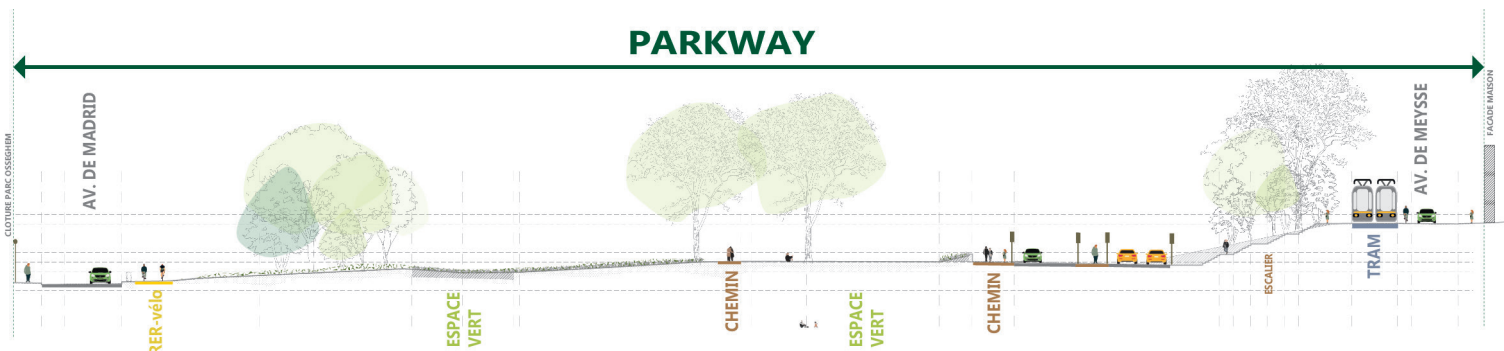 PARKWAY
CLOTURE PARC OSSEGHEM
AV. DE MADRID
RER-vélo
ESPACE
VERT
CHEMIN
ESPACE
VERT
CHEMIN
ESCALIER
TRAM
AV. DE MEYSSE
FACADE MAISON